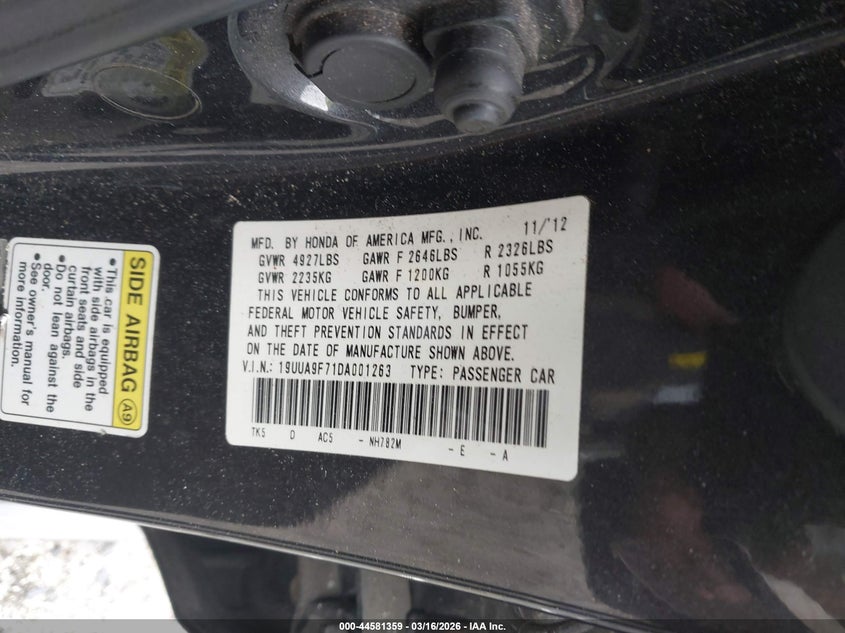 MFD. BY HONDA OF AMERICA MFG., INC. 11/'12
GVWR 4927LBS GAWR F 2646LBS R 2326LBS
GVWR 2235KG GAWR F 1200KG R 1055KG
THIS VEHICLE CONFORMS TO ALL APPLICABLE
FEDERAL MOTOR VEHICLE SAFETY, BUMPER,
AND THEFT PREVENTION STANDARDS IN EFFECT
ON THE DATE OF MANUFACTURE SHOWN ABOVE.
V.I.N.: 19UUA9F71DA001263 TYPE: PASSENGER CAR
TK5 D AC5 - NH782M - E - A
SIDE AIRBAG A9
•This car is equipped
with side airbags in the
front seats and side
curtain airbags.
•Do not lean against the
door.
•See owner's manual for
more information.
000-44581359 - 03/16/2026 - IAA Inc.